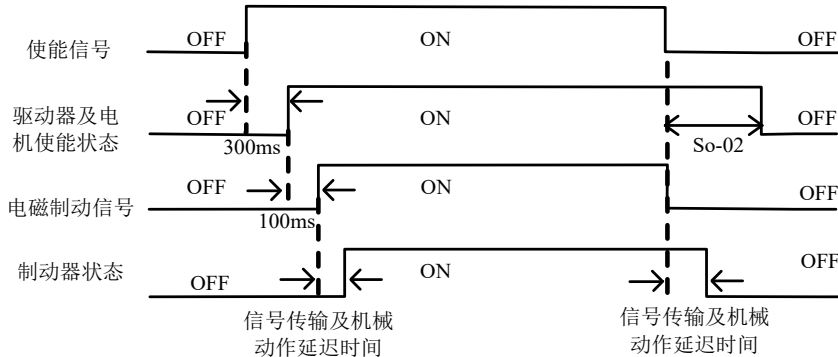 使能信号
OFF
ON
OFF
驱动器及电
机使能状态
OFF
300ms
ON
So-02
OFF
电磁制动信号
OFF
100ms
ON
OFF
制动器状态
OFF
ON
OFF
信号传输及机械
动作延迟时间
信号传输及机械
动作延迟时间